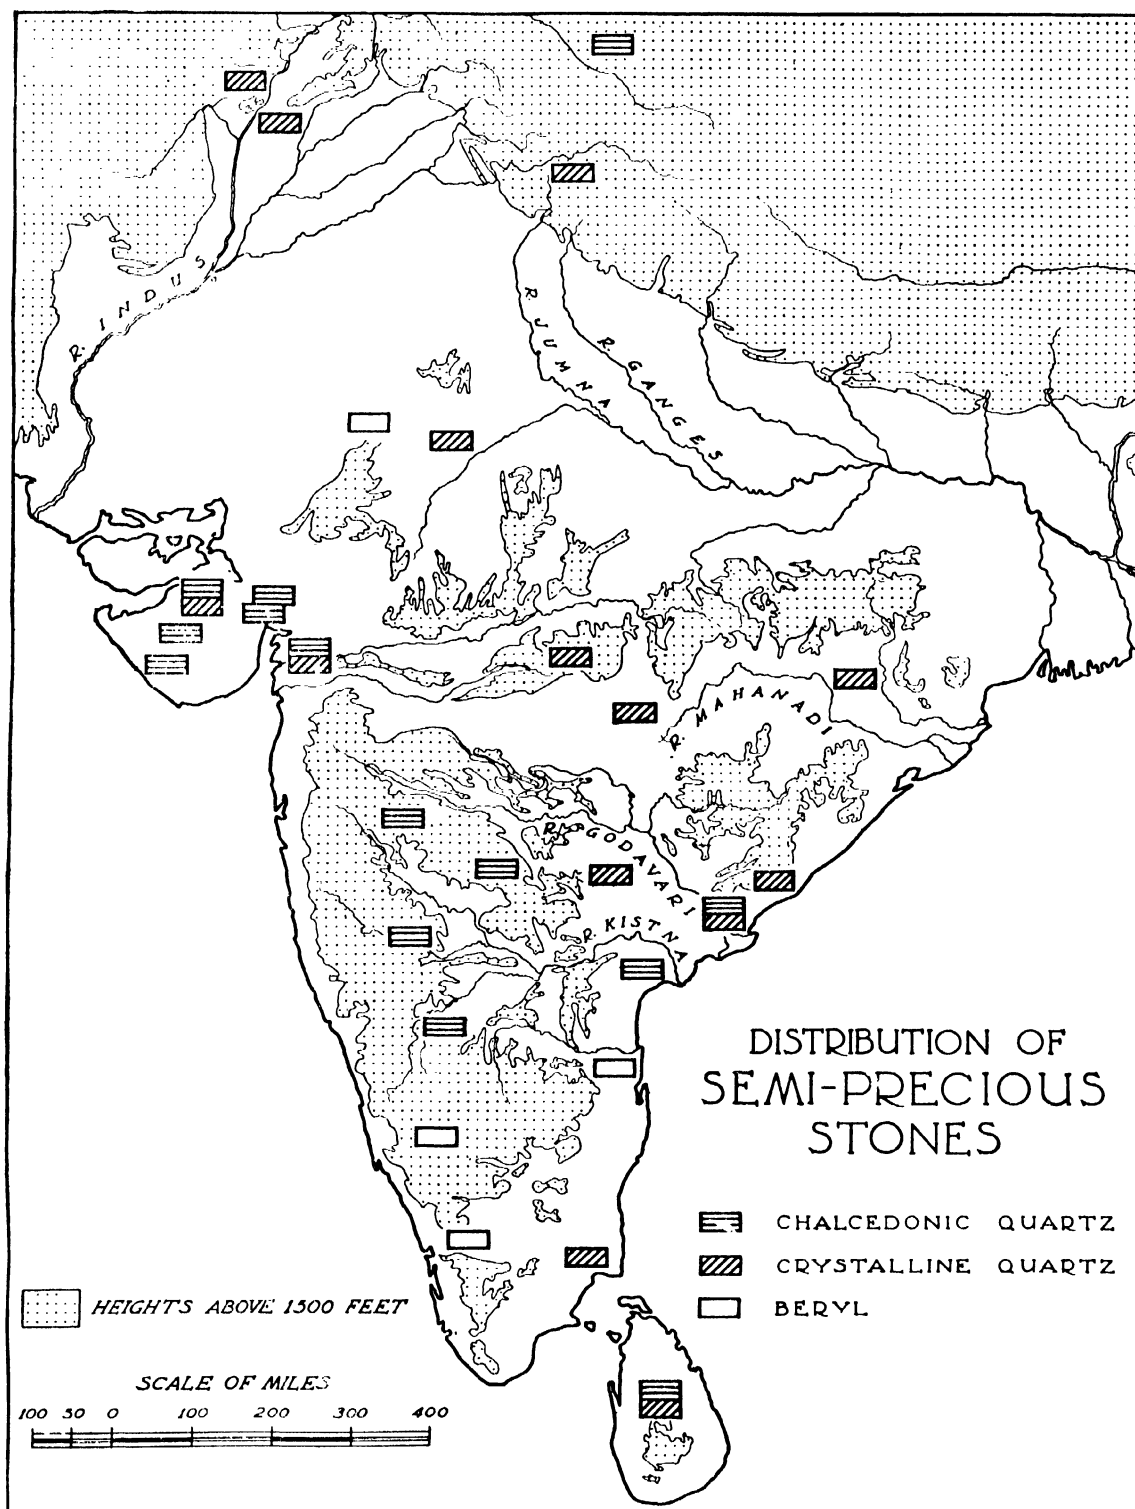 R. INDUS
R. JUMNA
R. GANGES
R. MAHANADI
R. GODAVARI
R. KISTNA
DISTRIBUTION OF
SEMI-PRECIOUS
STONES
CHALCEDONIC QUARTZ
CRYSTALLINE QUARTZ
BERYL
HEIGHTS ABOVE 1500 FEET
SCALE OF MILES
100 50 0 100 200 300 400